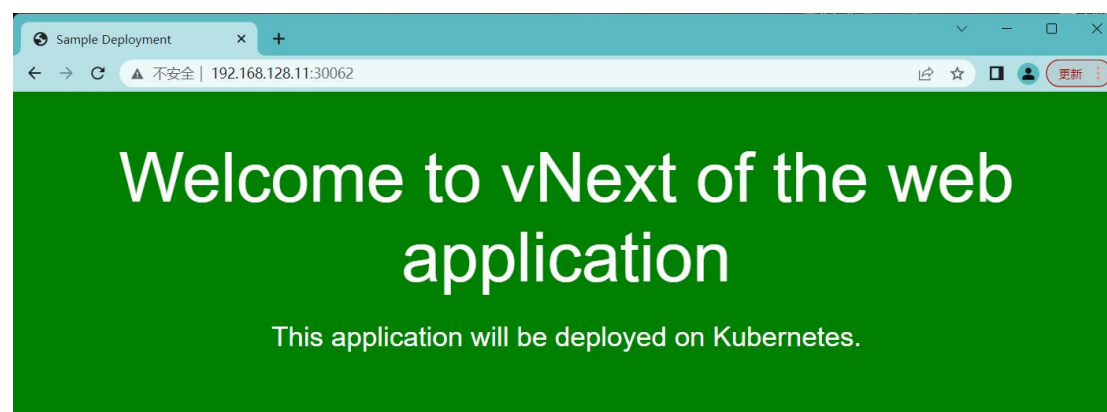 Sample Deployment
不安全 | 192.168.128.11:30062
更新
Welcome to vNext of the web
application
This application will be deployed on Kubernetes.